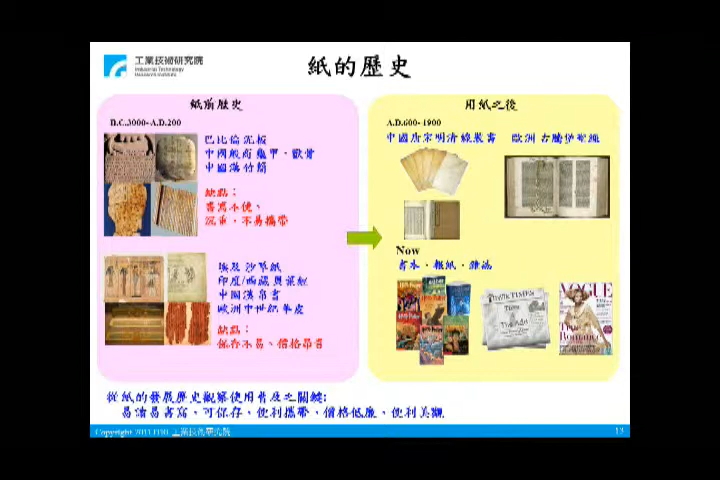 工業技術研究院
Industrial Technology
Research Institute
紙的歷史
紙前歷史
B.C.3000- A.D.200
巴比倫泥板
中國殷商龜甲、獸骨
中國漢竹簡
缺點：
書寫不便、
沉重、不易攜帶
埃及沙草紙
印度/西藏貝葉經
中國漢帛書
歐洲中世紀羊皮
缺點：
保存不易、價格昂貴
用紙之後
A.D.600- 1900
中國唐宋明清線裝書 歐洲古騰堡聖經
Now
書本、報紙、雜誌
VOGUE
從紙的發展歷史觀察使用普及之關鍵:
易讀易書寫、可保存、便利攜帶、價格低廉、便利美觀
Copyright 2011 ITRI 工業技術研究院